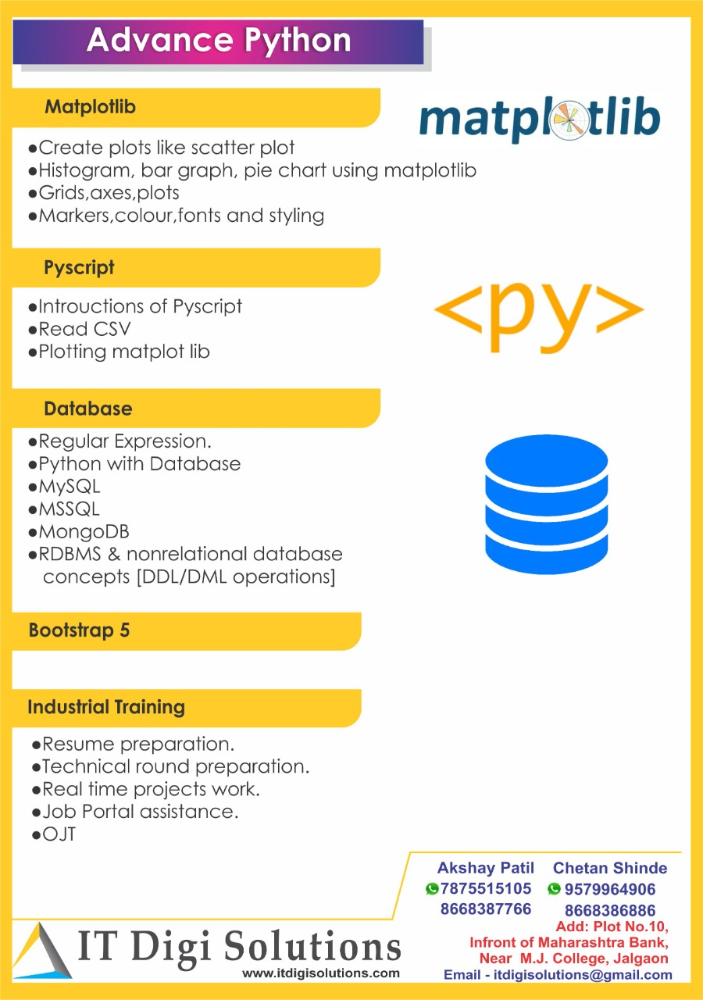 Advance Python
Matplotlib
matplotlib
●Create plots like scatter plot
●Histogram, bar graph, pie chart using matplotlib
●Grids,axes,plots
●Markers,colour,fonts and styling
Pyscript
●Introuctions of Pyscript
●Read CSV
●Plotting matplot lib
<py>
Database
●Regular Expression.
●Python with Database
●MySQL
●MSSQL
●MongoDB
●RDBMS & nonrelational database
concepts [DDL/DML operations]
Bootstrap 5
Industrial Training
●Resume preparation.
●Technical round preparation.
●Real time projects work.
●Job Portal assistance.
●OJT
Akshay Patil Chetan Shinde
7875515105 9579964906
8668387766 8668386886
Add: Plot No.10,
Infront of Maharashtra Bank,
Near M.J. College, Jalgaon
Email - itdigisolutions@gmail.com
IT Digi Solutions
www.itdigisolutions.com